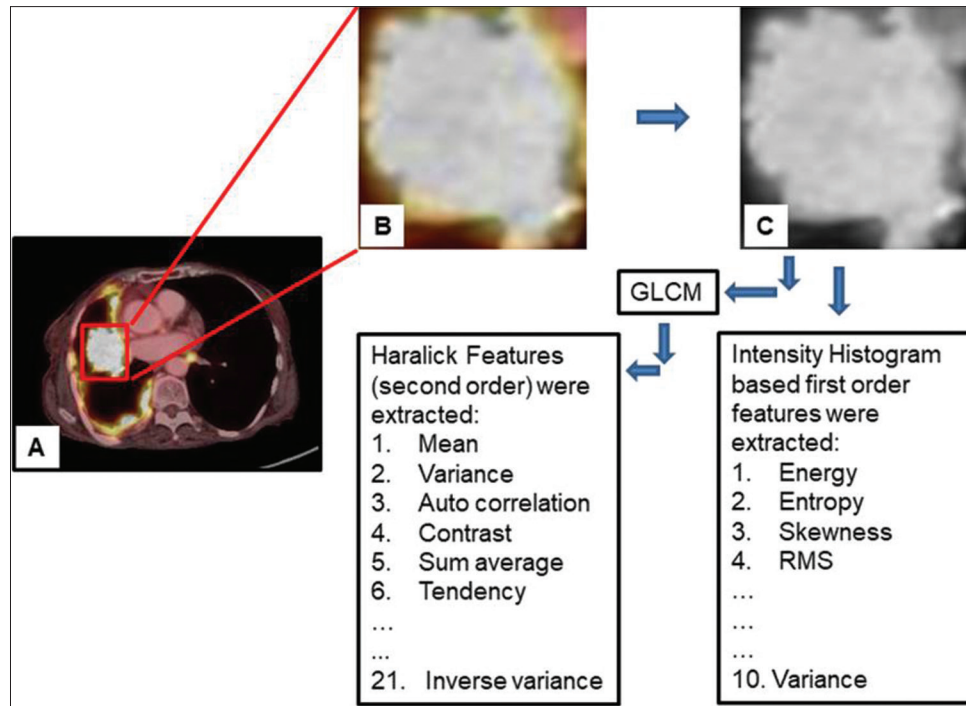 B
C
A
GLCM
Haralick Features
(second order) were
extracted:
1. Mean
2. Variance
3. Auto correlation
4. Contrast
5. Sum average
6. Tendency
…
...
21. Inverse variance
Intensity Histogram
based first order
features were
extracted:
1. Energy
2. Entropy
3. Skewness
4. RMS
…
…
…
10. Variance